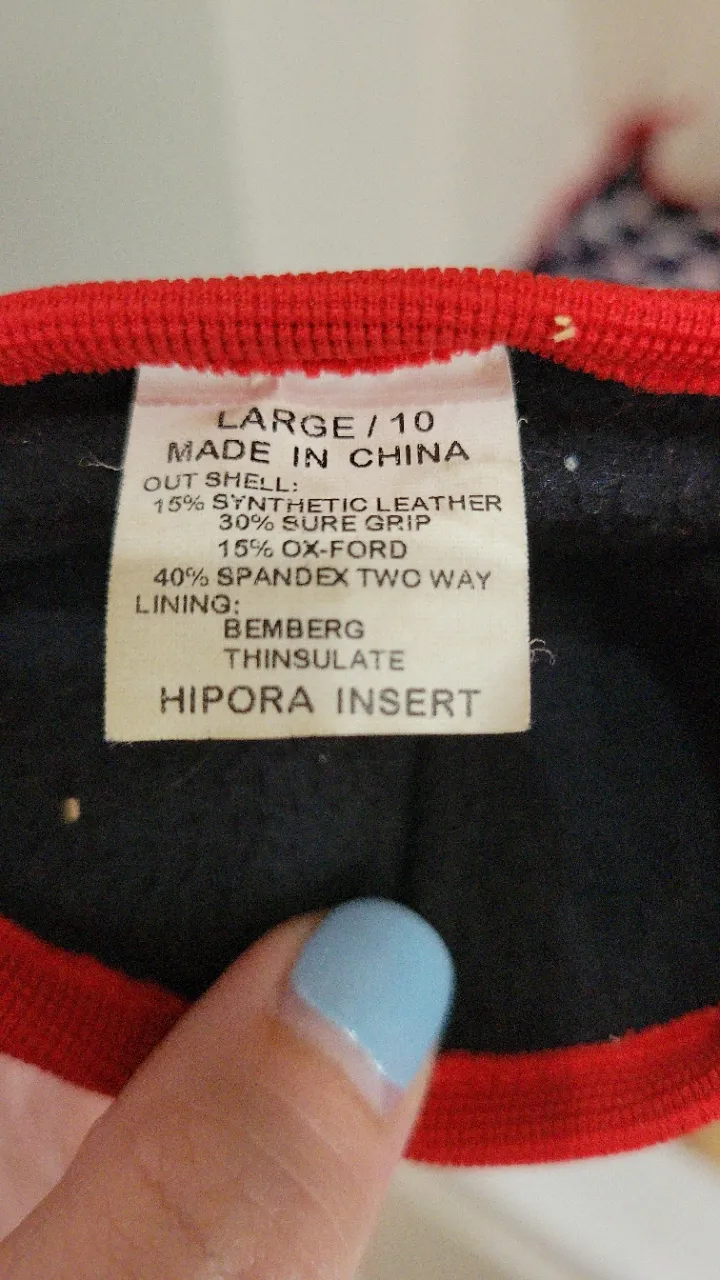 LARGE / 10
MADE IN CHINA
OUT SHELL:
15% SYNTHETIC LEATHER
30% SURE GRIP
15% OX-FORD
40% SPANDEX TWO WAY
LINING:
BEMBERG
THINSULATE
HIPORA INSERT